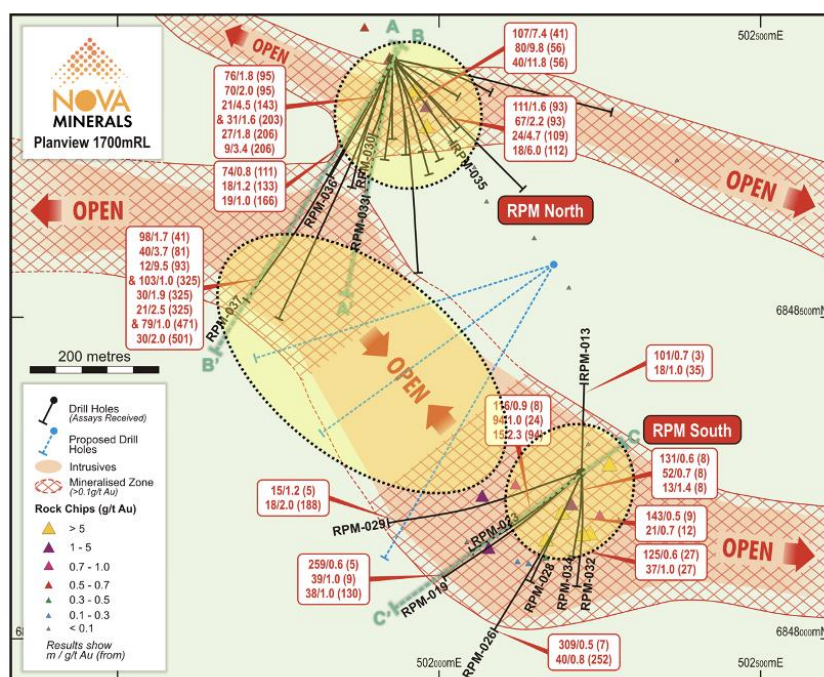 NOVA
MINERALS
Planview 1700mRL
502500mE
A
B
107/7.4 (41)
80/9.8 (56)
40/11.8 (56)
OPEN
76/1.8 (95)
70/2.0 (95)
21/4.5 (143)
& 31/1.6 (203)
27/1.8 (206)
9/3.4 (206)
111/1.6 (93)
67/2.2 (93)
24/4.7 (109)
18/6.0 (112)
74/0.8 (111)
18/1.2 (133)
19/1.0 (166)
RPM-030
RPM-035
RPM-036
RPM-033
OPEN
OPEN
RPM North
98/1.7 (41)
40/3.7 (81)
12/9.5 (93)
& 103/1.0 (325)
30/1.9 (325)
21/2.5 (325)
& 79/1.0 (471)
30/2.0 (501)
RPM-037
A'
B'
6848500mN
200 metres
OPEN
RPM-013
101/0.7 (3)
18/1.0 (35)
Drill Holes
(Assays Received)
Proposed Drill
Holes
Intrusives
Mineralised Zone
(>0.1g/t Au)
Rock Chips (g/t Au)
> 5
1 - 5
0.7 - 1.0
0.5 - 0.7
0.3 - 0.5
0.1 - 0.3
< 0.1
Results show
m / g/t Au (from)
116/0.9 (8)
94/1.0 (24)
15/2.3 (94)
C
RPM South
131/0.6 (8)
52/0.7 (8)
13/1.4 (8)
15/1.2 (5)
18/2.0 (188)
RPM-029
RPM-023
143/0.5 (9)
21/0.7 (12)
OPEN
125/0.6 (27)
37/1.0 (27)
259/0.6 (5)
39/1.0 (9)
38/1.0 (130)
C'
RPM-019
RPM-028
RPM-034
RPM-032
RPM-026
309/0.5 (7)
40/0.8 (252)
6848000mN
502000mE
502500mE